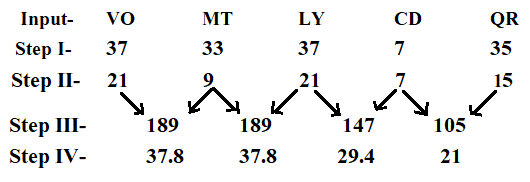 Input- VO MT LY CD QR
Step I- 37 33 37 7 35
Step II- 21 9 21 7 15
Step III- 189 189 147 105
Step IV- 37.8 37.8 29.4 21